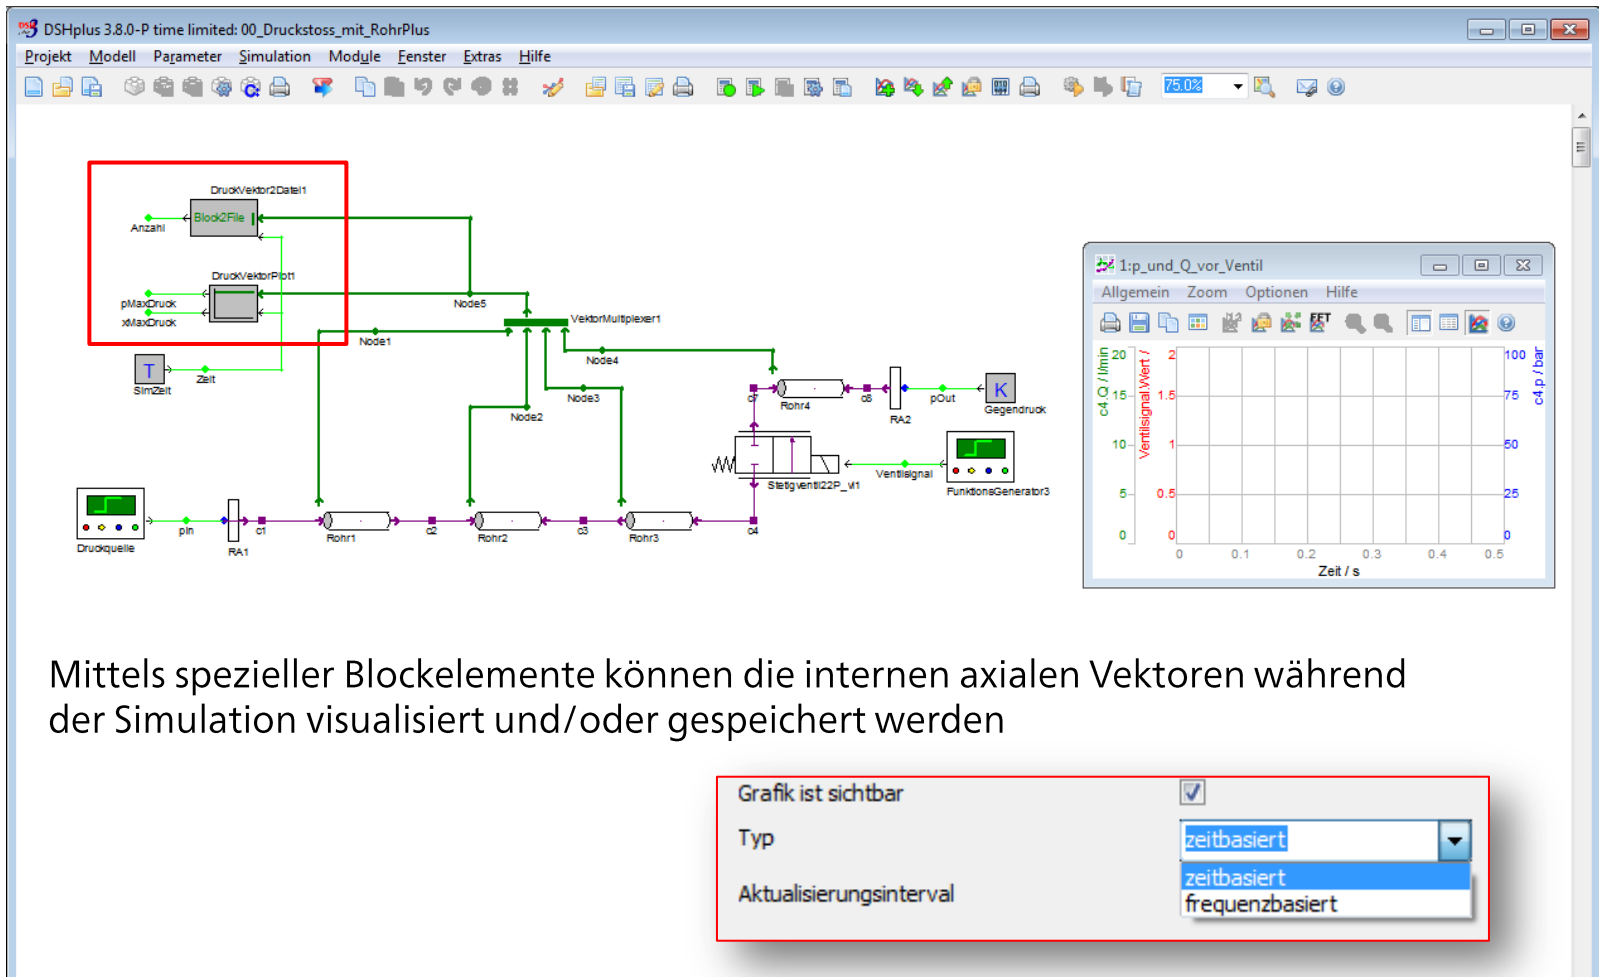 DSHplus 3.8.0-P time limited: 00_Druckstoss_mit_RohrPlus
Projekt Modell Parameter Simulation Module Fenster Extras Hilfe
75.0%
DruckVektor2Datei1
Block2File
Anzahl
DruckVektorPlot1
pMaxDruck
xMaxDruck
Node5
VektorMultiplexer1
Node1
Node4
T
Zeit
SimZeit
Node3
Node2
c7
Rohr4
c8
RA2
pOut
K
Gegendruck
Ventilsignal
Stetigventil22P_vl1
FunktionsGenerator3
Druckquelle
pIn
RA1
c1
Rohr1
c2
Rohr2
c3
Rohr3
c4
1:p_und_Q_vor_Ventil
Allgemein Zoom Optionen Hilfe
FFT
c4.Q / l/min
20
15
10
5
0
Ventilsignal.Wert /
2
1.5
1
0.5
0
100
75
50
25
0
c4.p / bar
0 0.1 0.2 0.3 0.4 0.5
Zeit / s
Mittels spezieller Blockelemente können die internen axialen Vektoren während
der Simulation visualisiert und/oder gespeichert werden
Grafik ist sichtbar
Typ zeitbasiert
zeitbasiert
Aktualisierungsinterval
frequenzbasiert